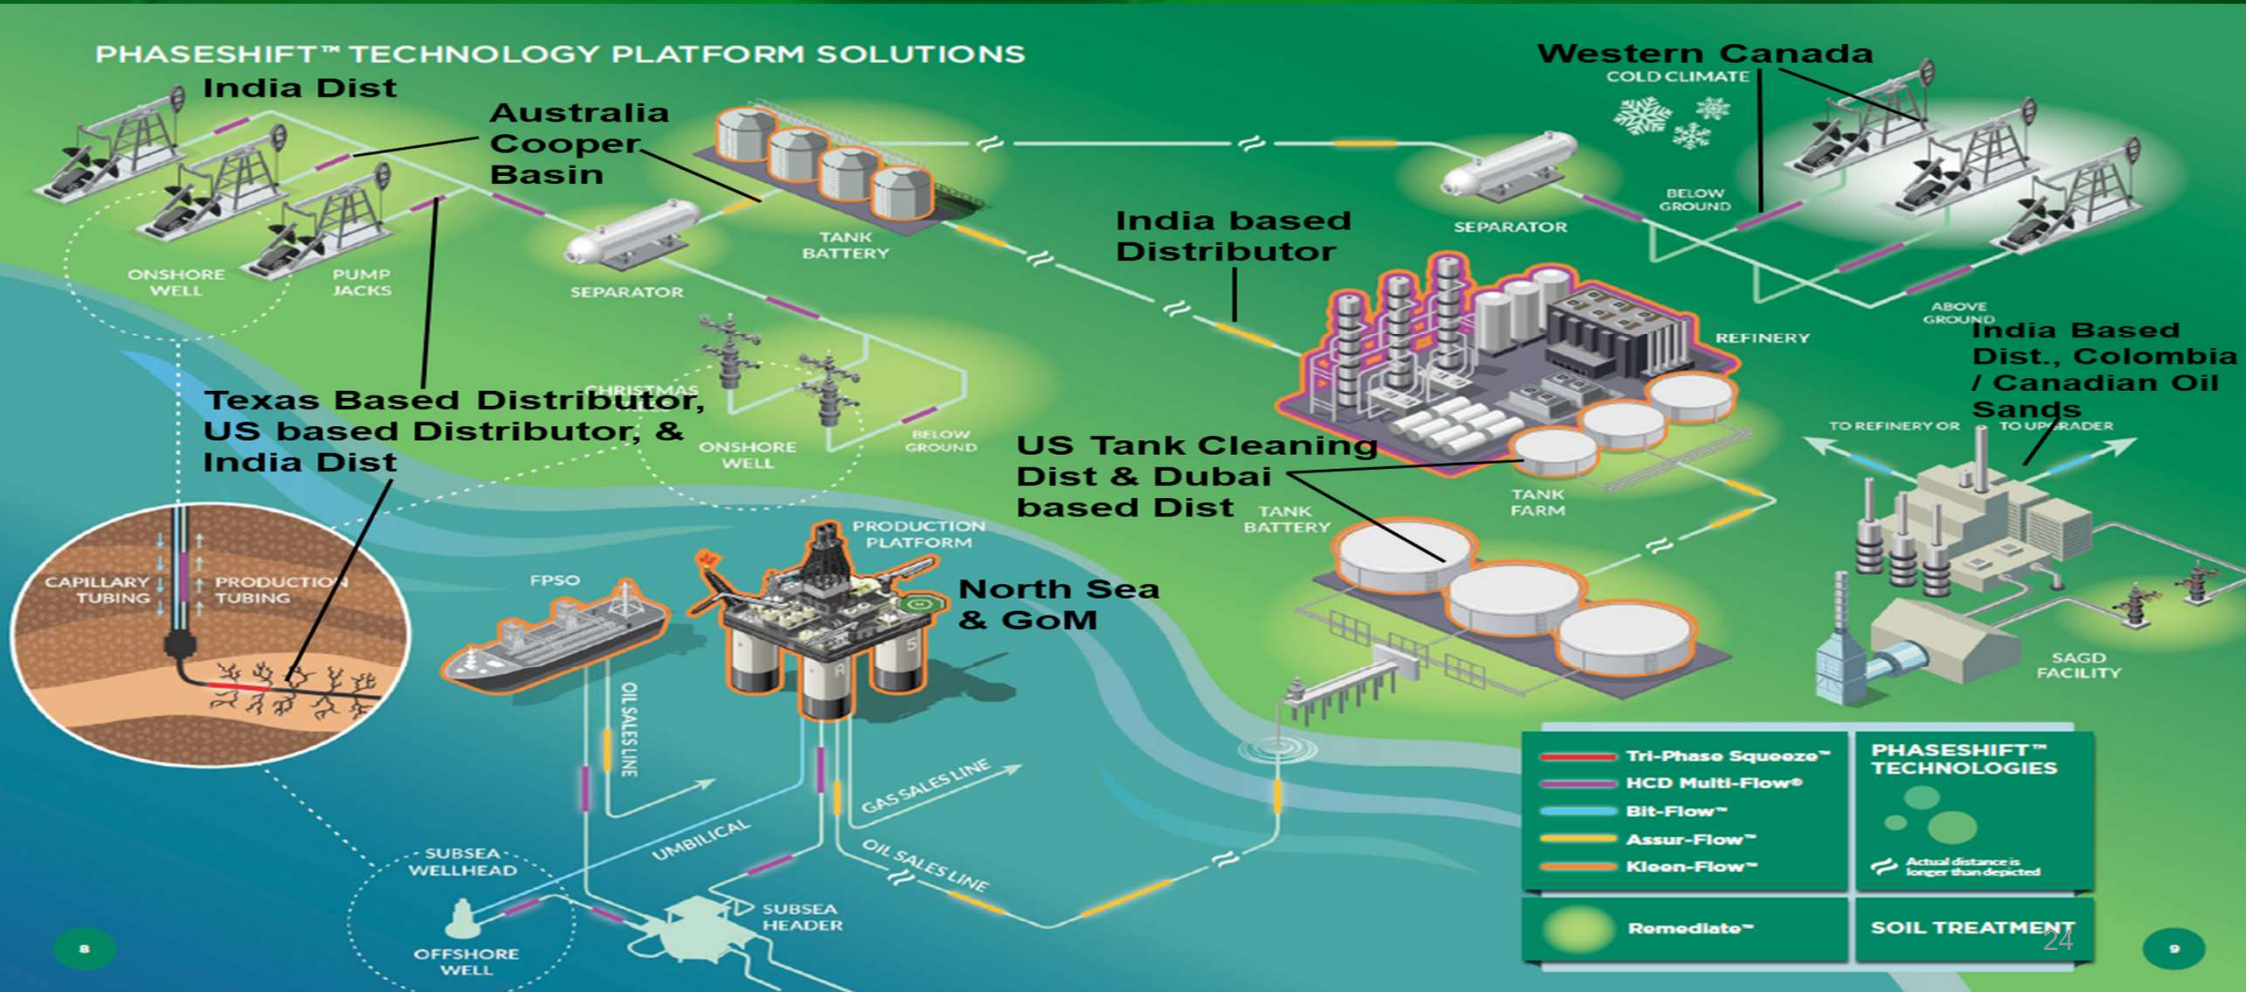 PHASESHIFT™ TECHNOLOGY PLATFORM SOLUTIONS
India Dist
Australia
Cooper
Basin
Western Canada
COLD CLIMATE
BELOW
GROUND
SEPARATOR
TANK
BATTERY
India based
Distributor
ONSHORE
WELL
PUMP
JACKS
SEPARATOR
ABOVE
GROUND
REFINERY
India Based
Dist., Colombia
/ Canadian Oil
Sands
TO REFINERY OR
TO UPGRADER
CHRISTMAS
Texas Based Distributor,
US based Distributor, &
India Dist
ONSHORE
WELL
BELOW
GROUND
US Tank Cleaning
Dist & Dubai
based Dist
TANK
BATTERY
TANK
FARM
PRODUCTION
PLATFORM
FPSO
North Sea
& GoM
CAPILLARY
TUBING
PRODUCTION
TUBING
A
5
SAGD
FACILITY
OIL SALES LINE
GAS SALES LINE
UMBILICAL
OIL SALES LINE
SUBSEA
WELLHEAD
SUBSEA
HEADER
OFFSHORE
WELL
Tri-Phase Squeeze™
HCD Multi-Flow®
Bit-Flow™
Assur-Flow™
Kleen-Flow™
PHASESHIFT™
TECHNOLOGIES
Actual distance is
longer than depicted
Remediate™
SOIL TREATMENT
24
8
9